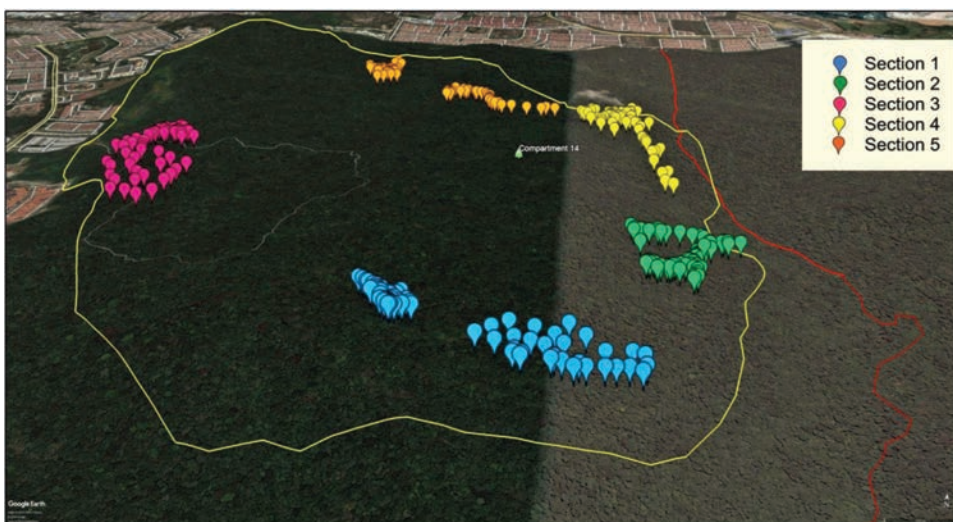 Section 1
Section 2
Section 3
Section 4
Section 5
Compartment 14
Google Earth
N